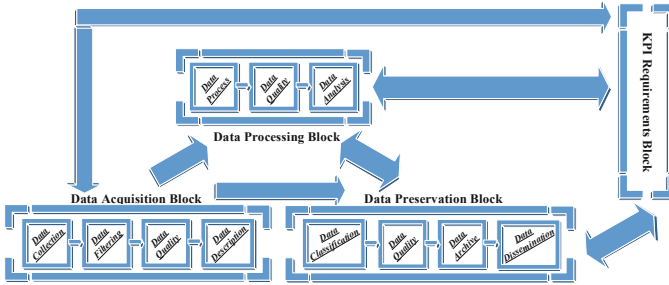 KPI Requirements Block
Data
Process
Data
Quality
Data
Analysis
Data Processing Block
Data Acquisition Block
Data Preservation Block
Data
Collection
Data
Filtering
Data
Quality
Data
Description
Data
Classification
Data
Quality
Data
Archive
Data
Dissemination